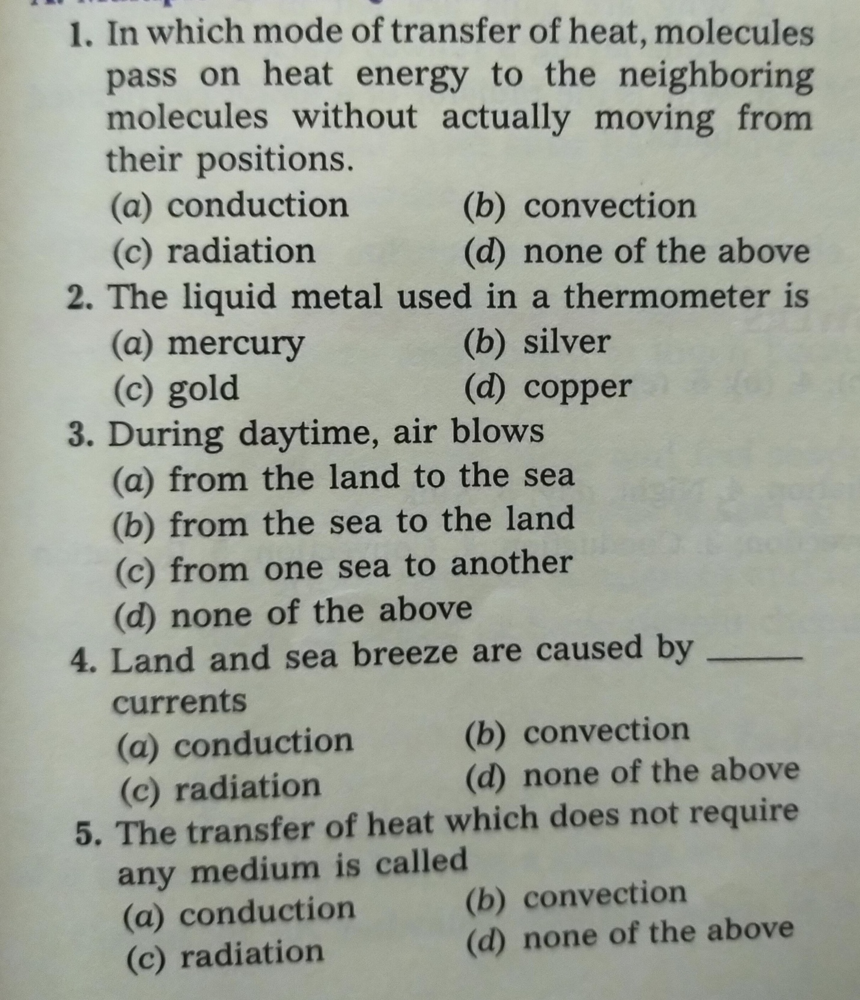 1. In which mode of transfer of heat, molecules
pass on heat energy to the neighboring
molecules without actually moving from
their positions.
(a) conduction (b) convection
(c) radiation (d) none of the above
2. The liquid metal used in a thermometer is
(a) mercury (b) silver
(c) gold (d) copper
3. During daytime, air blows
(a) from the land to the sea
(b) from the sea to the land
(c) from one sea to another
(d) none of the above
4. Land and sea breeze are caused by ______
currents
(a) conduction (b) convection
(c) radiation (d) none of the above
5. The transfer of heat which does not require
any medium is called
(a) conduction (b) convection
(c) radiation (d) none of the above